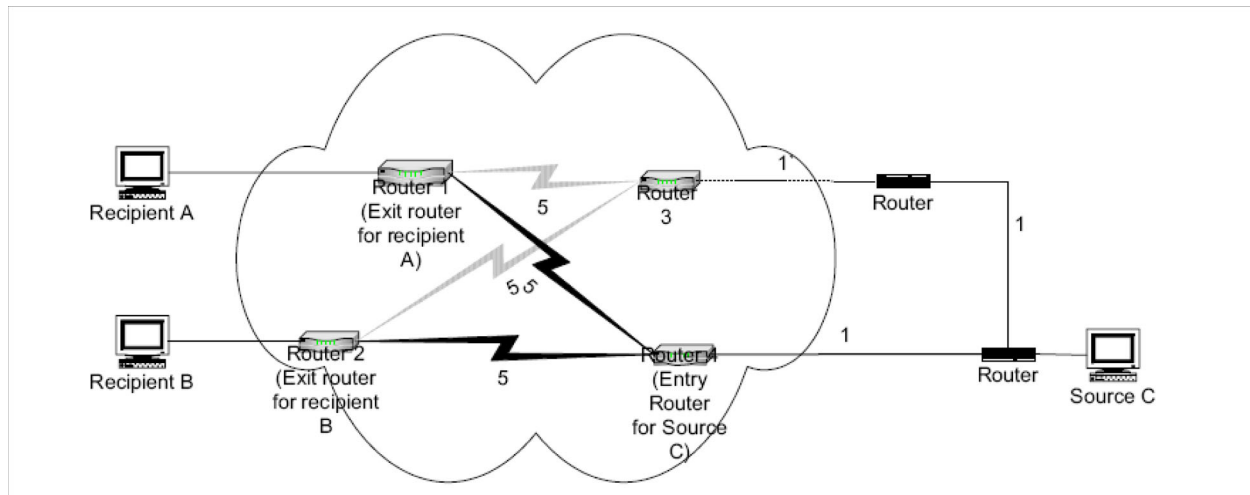 Recipient A
Router 1
(Exit router
for recipient
A)
5
Router
3
1*
Router
1
5
5
Recipient B
Router 2
(Exit router
for recipient
B
5
Router
(Entry
Router
for Source
C)
1
Router
Source C